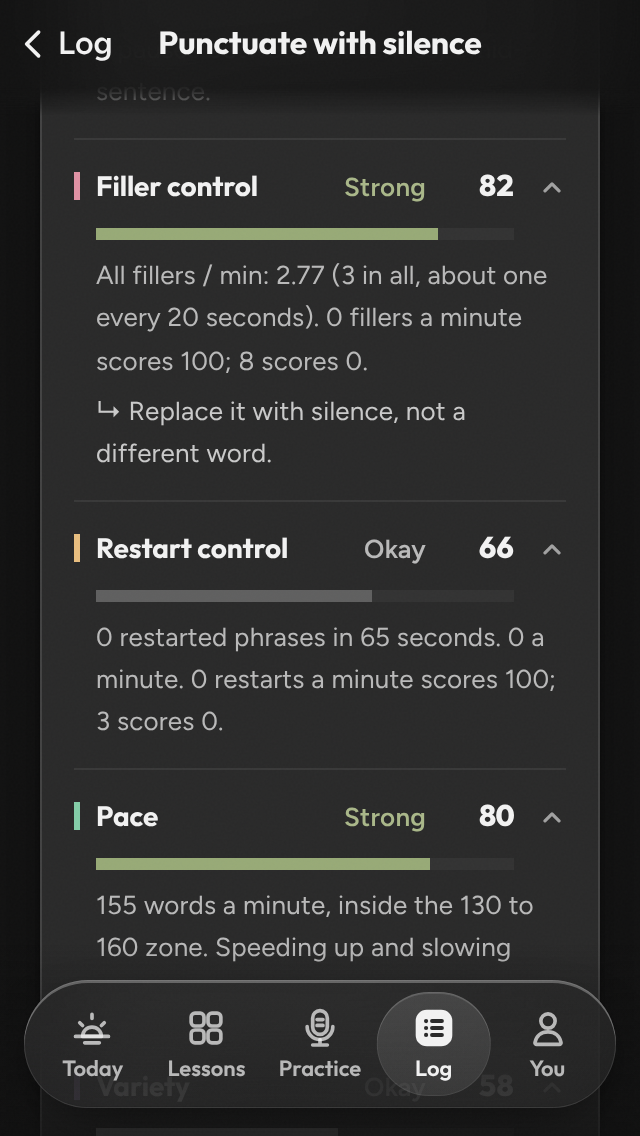 Log
Punctuate with silence
sentence.
Filler control Strong 82
All fillers / min: 2.77 (3 in all, about one
every 20 seconds). 0 fillers a minute
scores 100; 8 scores 0.
↳ Replace it with silence, not a
different word.
Restart control Okay 66
0 restarted phrases in 65 seconds. 0 a
minute. 0 restarts a minute scores 100;
3 scores 0.
Pace Strong 80
155 words a minute, inside the 130 to
160 zone. Speeding up and slowing
Today Lessons Practice Log You
Variety Okay 58